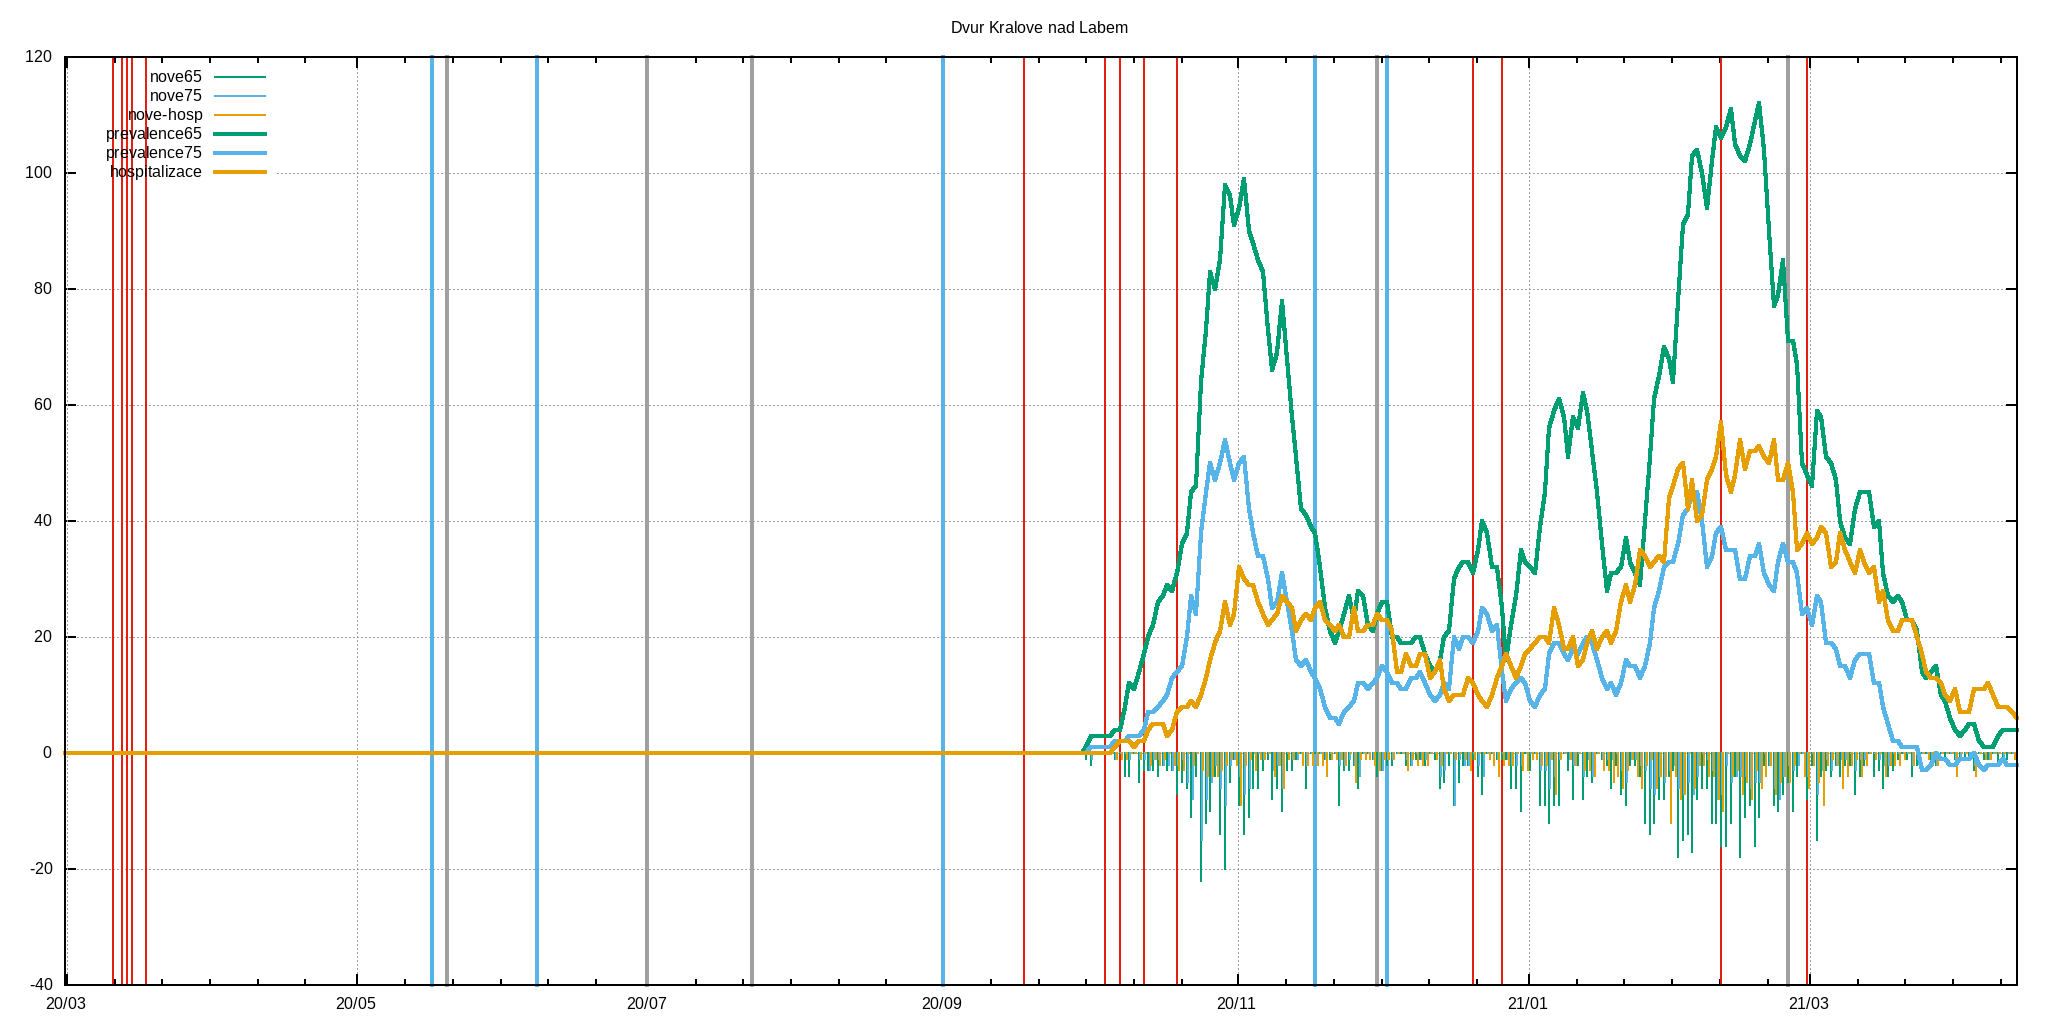 Dvur Kralove nad Labem
120
100
80
60
40
20
0
-20
-40
nove65
nove75
nove-hosp
prevalence65
prevalence75
hospitalizace
20/03 20/05 20/07 20/09 20/11 21/01 21/03